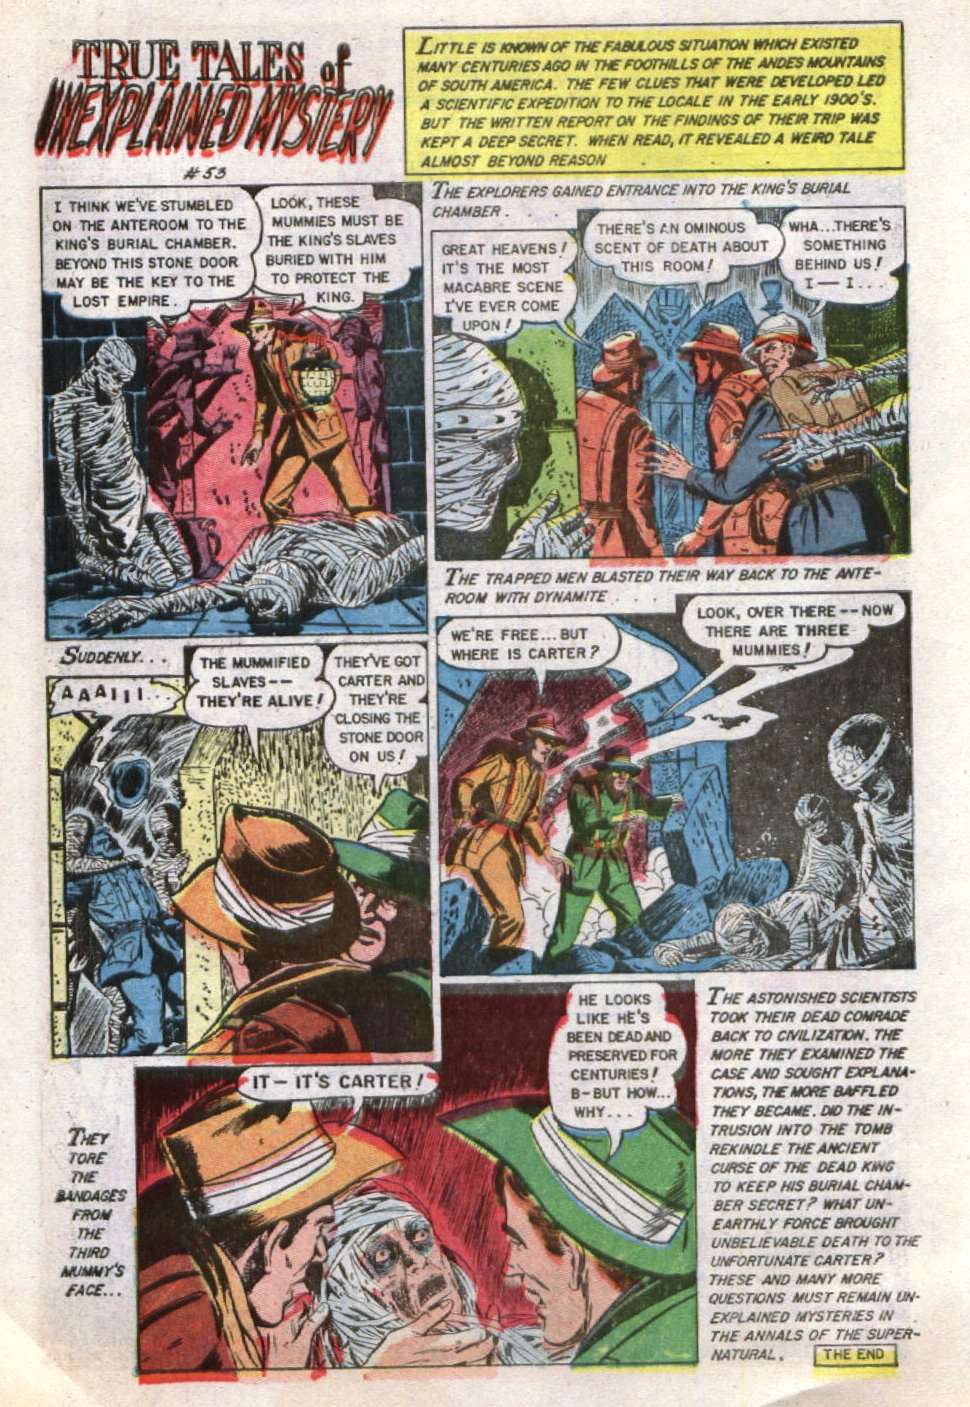 TRUE TALES of
UNEXPLAINED MYSTERY
#53
LITTLE IS KNOWN OF THE FABULOUS SITUATION WHICH EXISTED
MANY CENTURIES AGO IN THE FOOTHILLS OF THE ANDES MOUNTAINS
OF SOUTH AMERICA. THE FEW CLUES THAT WERE DEVELOPED LED
A SCIENTIFIC EXPEDITION TO THE LOCALE IN THE EARLY 1900'S.
BUT THE WRITTEN REPORT ON THE FINDINGS OF THEIR TRIP WAS
KEPT A DEEP SECRET. WHEN READ, IT REVEALED A WEIRD TALE
ALMOST BEYOND REASON . . .
I THINK WE'VE STUMBLED
ON THE ANTEROOM TO THE
KING'S BURIAL CHAMBER.
BEYOND THIS STONE DOOR
MAY BE THE KEY TO THE
LOST EMPIRE.
LOOK, THESE
MUMMIES MUST BE
THE KING'S SLAVES
BURIED WITH HIM
TO PROTECT THE
KING.
THE EXPLORERS GAINED ENTRANCE INTO THE KING'S BURIAL
CHAMBER . . .
GREAT HEAVENS!
IT'S THE MOST
MACABRE SCENE
I'VE EVER COME
UPON!
THERE'S AN OMINOUS
SCENT OF DEATH ABOUT
THIS ROOM!
WHA...THERE'S
SOMETHING
BEHIND US!
I--I...
SUDDENLY...
AAAIII...
THE MUMMIFIED
SLAVES--
THEY'RE ALIVE!
THEY'VE GOT
CARTER AND
THEY'RE
CLOSING THE
STONE DOOR
ON US!
THE TRAPPED MEN BLASTED THEIR WAY BACK TO THE ANTE-
ROOM WITH DYNAMITE . . .
WE'RE FREE...BUT
WHERE IS CARTER?
LOOK, OVER THERE--NOW
THERE ARE THREE
MUMMIES!
THEY
TORE
THE
BANDAGES
FROM
THE
THIRD
MUMMY'S
FACE...
IT-IT'S CARTER!
HE LOOKS
LIKE HE'S
BEEN DEAD AND
PRESERVED FOR
CENTURIES!
B-BUT HOW...
WHY...
THE ASTONISHED SCIENTISTS
TOOK THEIR DEAD COMRADE
BACK TO CIVILIZATION. THE
MORE THEY EXAMINED THE
CASE AND SOUGHT EXPLANA-
TIONS, THE MORE BAFFLED
THEY BECAME. DID THE IN-
TRUSION INTO THE TOMB
REKINDLE THE ANCIENT
CURSE OF THE DEAD KING
TO KEEP HIS BURIAL CHAM-
BER SECRET? WHAT UN-
EARTHLY FORCE BROUGHT
UNBELIEVABLE DEATH TO THE
UNFORTUNATE CARTER?
THESE AND MANY MORE
QUESTIONS MUST REMAIN UN-
EXPLAINED MYSTERIES IN
THE ANNALS OF THE SUPER-
NATURAL.
THE END